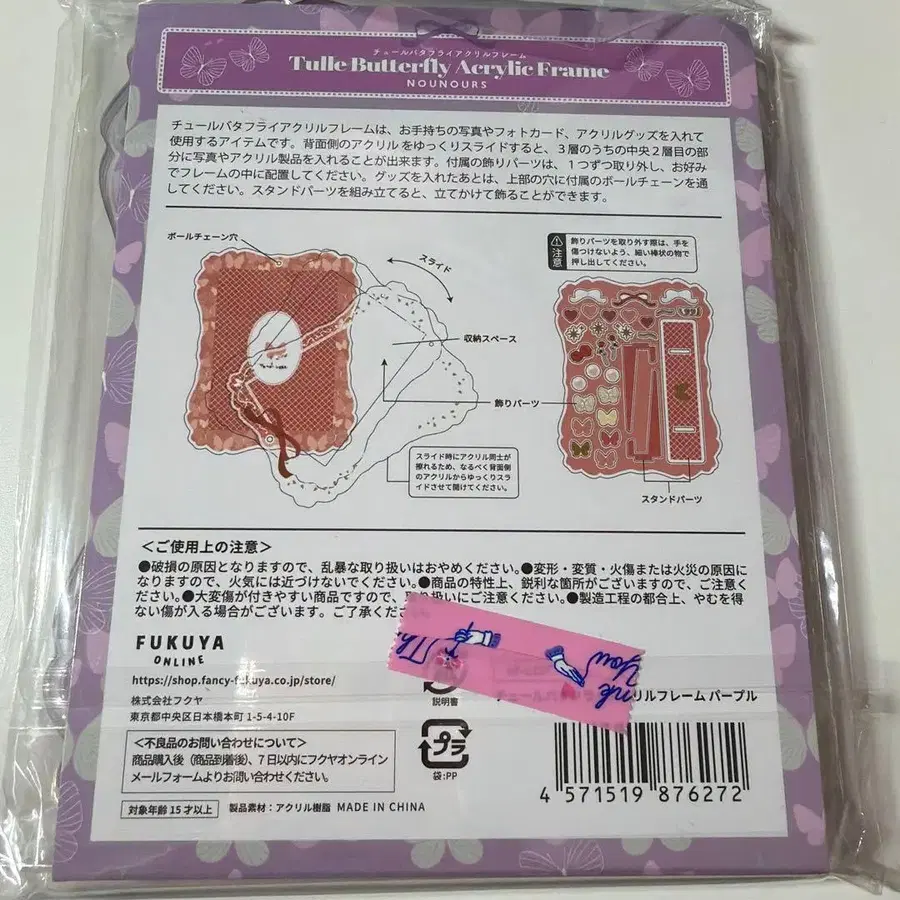 チュールバタフライアクリルフレーム
Tulle Butterfly Acrylic Frame
NOUNOURS
チュールバタフライアクリルフレームは、お手持ちの写真やフォトカード、アクリルグッズを入れて
使用するアイテムです。背面側のアクリルをゆっくりスライドすると、3層のうちの中央2層目の部
分に写真やアクリル製品を入れることが出来ます。付属の飾りパーツは、1つずつ取り外し、お好み
でフレームの中に配置してください。グッズを入れたあとは、上部の穴に付属のボールチェーンを通
してください。スタンドパーツを組み立てると、立てかけて飾ることができます。
ボールチェーン穴
スライド
注意
飾りパーツを取り外す際は、手を
傷つけないよう、細い棒状の物で
押し出してください。
収納スペース
飾りパーツ
スライド時にアクリル同士が
擦れるため、なるべく背面側
のアクリルからゆっくりスラ
イドさせて開けてください。
スタンドパーツ
＜ご使用上の注意＞
●破損の原因となりますので、乱暴な取り扱いはおやめください。●変形・変質・火傷または火災の原因に
なりますので、火気には近づけないでください。●商品の特性上、鋭利な箇所がございますので、ご注意く
ださい。●大変傷が付きやすい商品ですので、取り扱いにご注意ください。●製造工程の都合上、やむを得
ない傷が入る場合がございます。ご了承くださ
FUKUYA
ONLINE
https://shop.fancy-fukuya.co.jp/store/
株式会社フクヤ
東京都中央区日本橋本町 1-5-4-10F
＜不良品のお問い合わせについて＞
商品購入後（商品到着後）、7日以内にフクヤオンライン
メールフォームよりお問い合わせください。
対象年齢15才以上 製品素材：アクリル樹脂 MADE IN CHINA
Thank
You
説明書
プラ
袋:PP
チュールバタフライアクリルフレーム パープル
4 571519 876272